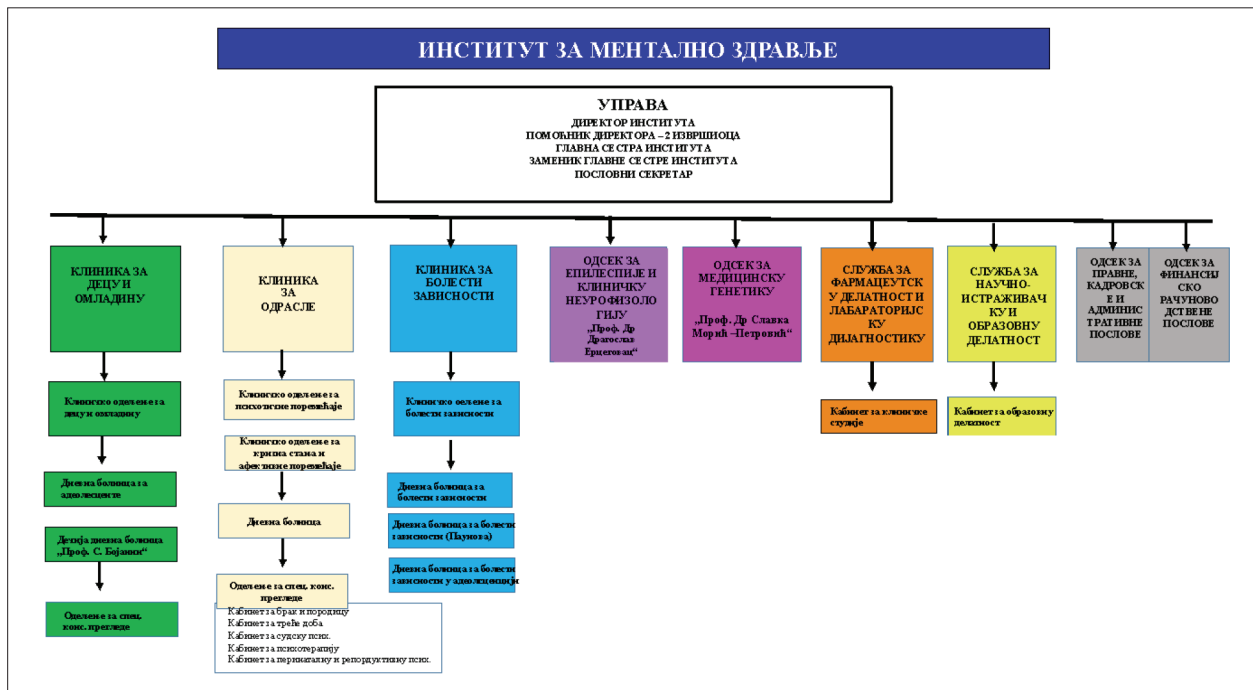 ИНСТИТУТ ЗА МЕНТАЛНО ЗДРАВЉЕ
УПРАВА
ДИРЕКТОР ИНСТИТУТА
ПОМОЋНИК ДИРЕКТОРА – 2 ИЗВРШИОЦА
ГЛАВНА СЕСТРА ИНСТИТУТА
ЗАМЕНИК ГЛАВНЕ СЕСТРЕ ИНСТИТУТА
ПОСЛОВНИ СЕКРЕТАР
КЛИНИКА ЗА
ДЕЦУ И
ОМЛАДИНУ
Клиничко одељење за
децу и омладину
Дневна болница за
адеолесценте
Дечија дневна болница
„Проф. С. Бојанин“
Одељење за спец.
конс. прегледе
КЛИНИКА
ЗА
ОДРАСЛЕ
Клиничко одељење за
психотичне поремећаје
Клиничко одељење за
кризна стања и
афективне поремећаје
Дневна болница
Одељење за спец. конс.
прегледе
Кабинет за брак и породицу
Кабинет за треће доба
Кабинет за судску псих.
Кабинет за психотерапију
Кабинет за перинаталну и репордуктивну псих.
КЛИНИКА ЗА
БОЛЕСТИ
ЗАВИСНОСТИ
Клиничко оељење за
болести зависности
Дневна болница за
болести зависности
Дневна болница за болести
зависности (Паунова)
Дневна болница за болести
зависности у адеолсценцији
ОДСЕК ЗА
ЕПИЛЕСПИЈЕ И
КЛИНИЧКУ
НЕУРОФИЗОЛО
ГИЈУ
„Проф. Др
Драгослав
Ерцеговац“
ОДСЕК ЗА
МЕДИЦИНСКУ
ГЕНЕТИКУ
„Проф. Др Славка
Морић –Петровић“
СЛУЖБА ЗА
ФАРМАЦЕУТСК
У ДЕЛАТНОСТ И
ЛАБАРАТОРИЈС
КУ
ДИЈАГНОСТИКУ
Кабинет за клиничке
студије
СЛУЖБА ЗА
НАУЧНО-
ИСТРАЖИВАЧ
КУ И
ОБРАЗОВНУ
ДЕЛАТНОСТ
Кабинет за образовну
делатност
ОДСЕК ЗА
ПРАВНЕ,
КАДРОВСК
Е И
АДМИНИС
ТРАТИВНЕ
ПОСЛОВЕ
ОДСЕК ЗА
ФИНАНСИЈ
СКО
РАЧУНОВО
ДСТВЕНЕ
ПОСЛОВЕ